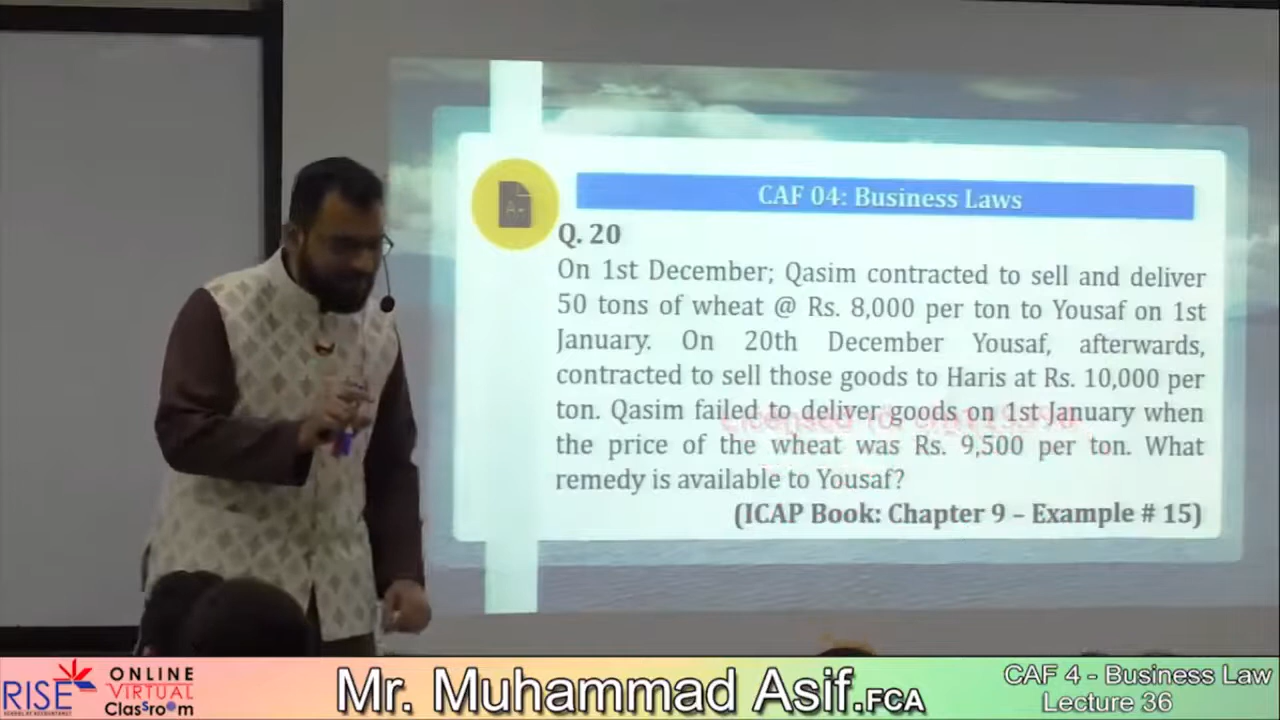 CAF 04: Business Laws
A+
Q. 20
On 1st December; Qasim contracted to sell and deliver
50 tons of wheat @ Rs. 8,000 per ton to Yousaf on 1st
January. On 20th December Yousaf, afterwards,
contracted to sell those goods to Haris at Rs. 10,000 per
ton. Qasim failed to deliver goods on 1st January when
the price of the wheat was Rs. 9,500 per ton. What
remedy is available to Yousaf?
(ICAP Book: Chapter 9 – Example # 15)
RISE
SCHOOL OF ACCOUNTANCY
ONLINE
VIRTUAL
Classroom
Mr. Muhammad Asif.FCA
CAF 4 - Business Law
Lecture 36